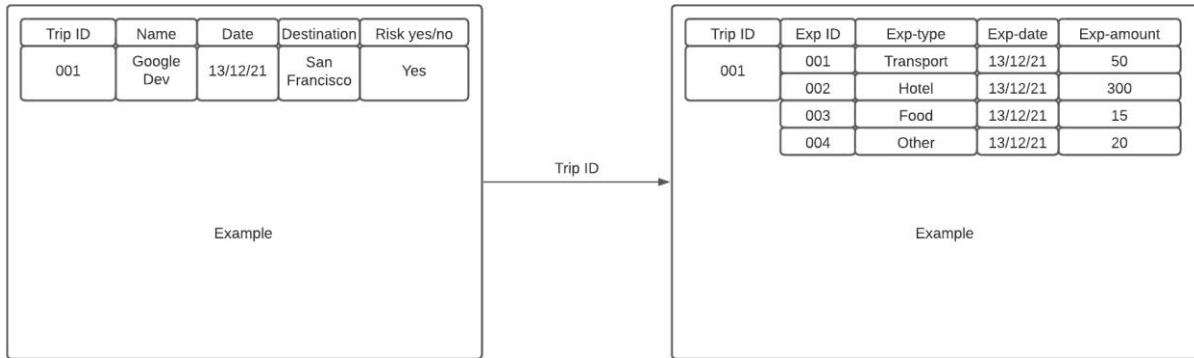 Trip ID Name Date Destination Risk yes/no
001 Google Dev 13/12/21 San Francisco Yes
Example
Trip ID
Trip ID Exp ID Exp-type Exp-date Exp-amount
001 001 Transport 13/12/21 50
002 Hotel 13/12/21 300
003 Food 13/12/21 15
004 Other 13/12/21 20
Example